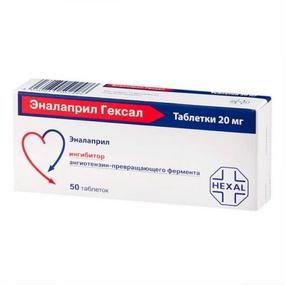 Эналаприл Гексал
Таблетки 20 мг
Эналаприл
ингибитор
ангиотензин-превращающего фермента
50 таблеток
HEXAL